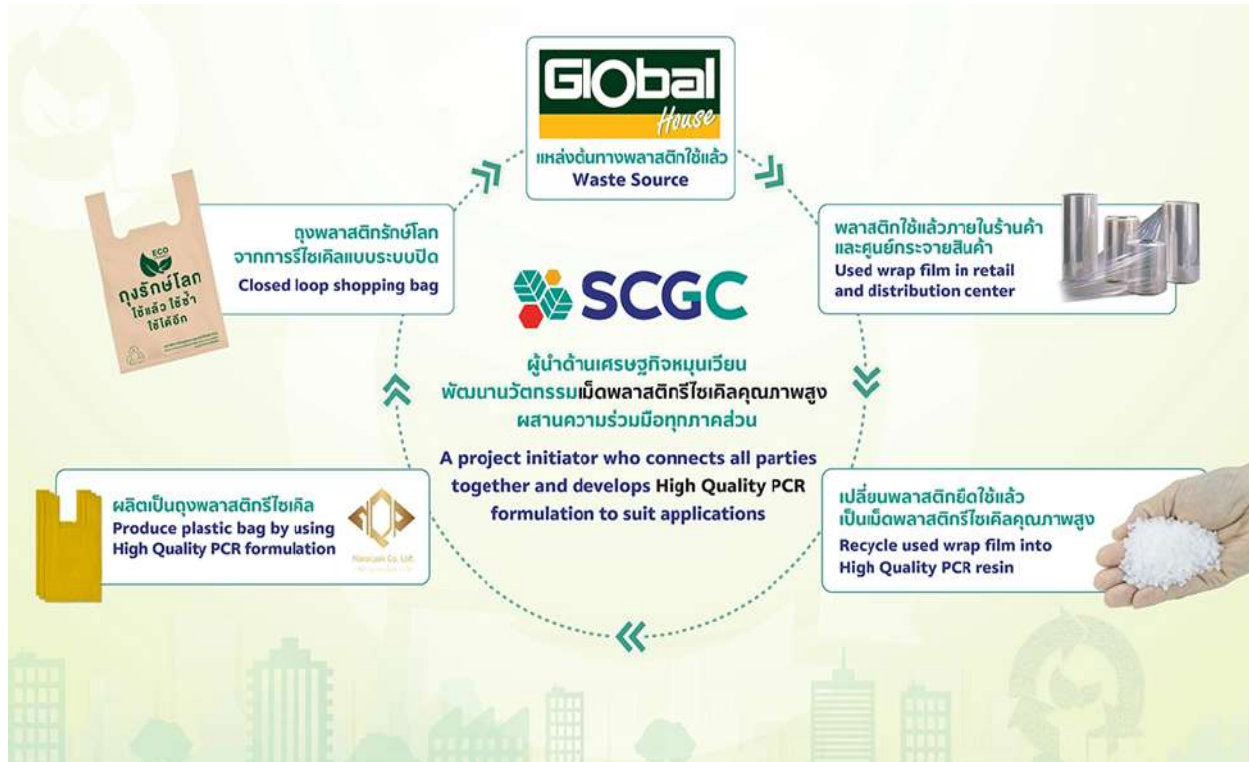 Global
House
แหล่งต้นทางพลาสติกใช้แล้ว
Waste Source
พลาสติกใช้แล้วภายในร้านค้า
และศูนย์กระจายสินค้า
Used wrap film in retail
and distribution center
เปลี่ยนพลาสติกยืดใช้แล้ว
เป็นเม็ดพลาสติกรีไซเคิลคุณภาพสูง
Recycle used wrap film into
High Quality PCR resin
ผลิตเป็นถุงพลาสติกรีไซเคิล
Produce plastic bag by using
High Quality PCR formulation
Co., Ltd.
ถุงพลาสติกรักษ์โลก
จากการรีไซเคิลแบบระบบปิด
Closed loop shopping bag
ECO
ถุงรักษ์โลก
ใช้แล้ว ใช้ซ้ำ
ใช้ได้อีก
SCGC
ผู้นำด้านเศรษฐกิจหมุนเวียน
พัฒนานวัตกรรมเม็ดพลาสติกรีไซเคิลคุณภาพสูง
ผสานความร่วมมือทุกภาคส่วน
A project initiator who connects all parties
together and develops High Quality PCR
formulation to suit applications